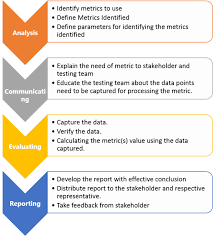 Analysis
• Identify metrics to use
• Define Metrics Identified
• Define parameters for identifying the metrics
identified
Communicati
ng
• Explain the need of metric to stakeholder and
testing team
• Educate the testing team about the data points
need to be captured for processing the metric.
Evaluating
• Capture the data.
• Verify the data.
• Calculating the metric(s) value using the data
captured.
Reporting
• Develop the report with effective conclusion
• Distribute report to the stakeholder and respective
representative.
• Take feedback from stakeholder